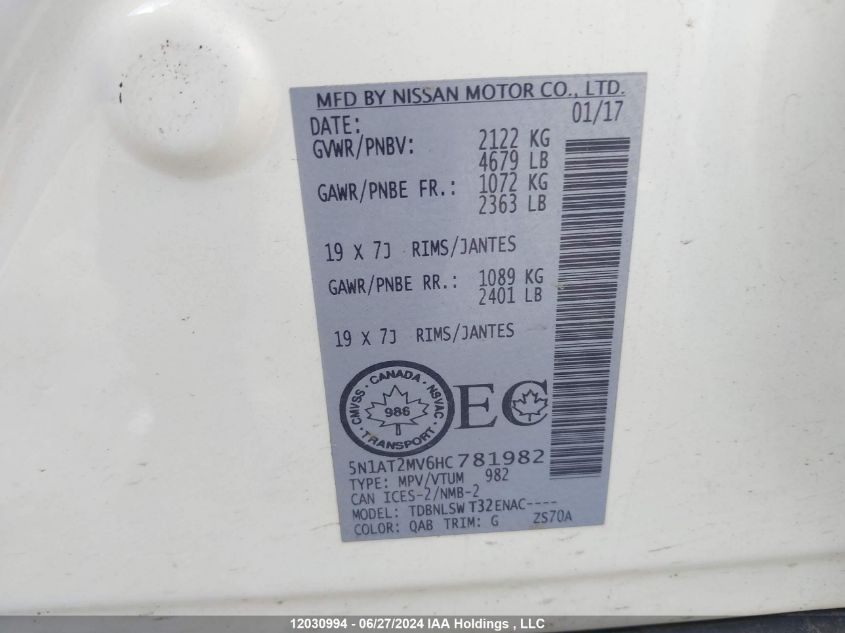 MFD BY NISSAN MOTOR CO., LTD.
DATE: 01/17
GVWR/PNBV: 2122 KG
4679 LB
GAWR/PNBE FR.: 1072 KG
2363 LB
19 X 7J RIMS/JANTES
GAWR/PNBE RR.: 1089 KG
2401 LB
19 X 7J RIMS/JANTES
CMVSS · CANADA · NSVAC ·
986
TRANSPORT
EC
5N1AT2MV6HC781982
TYPE: MPV/VTUM 982
CAN ICES-2/NMB-2
MODEL: TDBNLSW T32ENAC----
COLOR: QAB TRIM: G ZS70A
12030994 - 06/27/2024 IAA Holdings , LLC